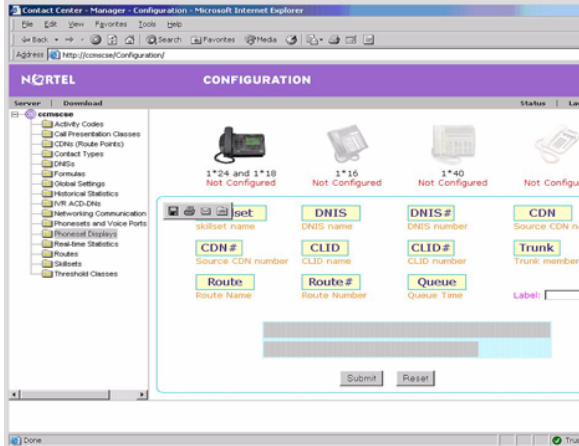 Contact Center - Manager - Configuration - Microsoft Internet Explorer
File Edit View Favorites Tools Help
Back Search Favorites Media
Address http://ccmscse/Configuration/
NORTEL CONFIGURATION
Server | Download Status |
ccmscse
Activity Codes
Call Presentation Classes
CDNs (Route Points)
Contact Types
DNISs
Formulas
Global Settings
Historical Statistics
IVR ACD-DNs
Networking Communication
Phonesets and Voice Ports
Phoneset Displays
Real-time Statistics
Routes
Skillsets
Threshold Classes
1*24 and 1*18 1*16 1*40
Not Configured Not Configured Not Configured Not Configu
set DNIS DNIS# CDN
skillset name DNIS name DNIS number Source CDN n
CDN# CLID CLID# Trunk
Source CDN number CLID name CLID number Trunk member
Route Route# Queue
Route Name Route Number Queue Time Label:
Submit Reset
Done Trus